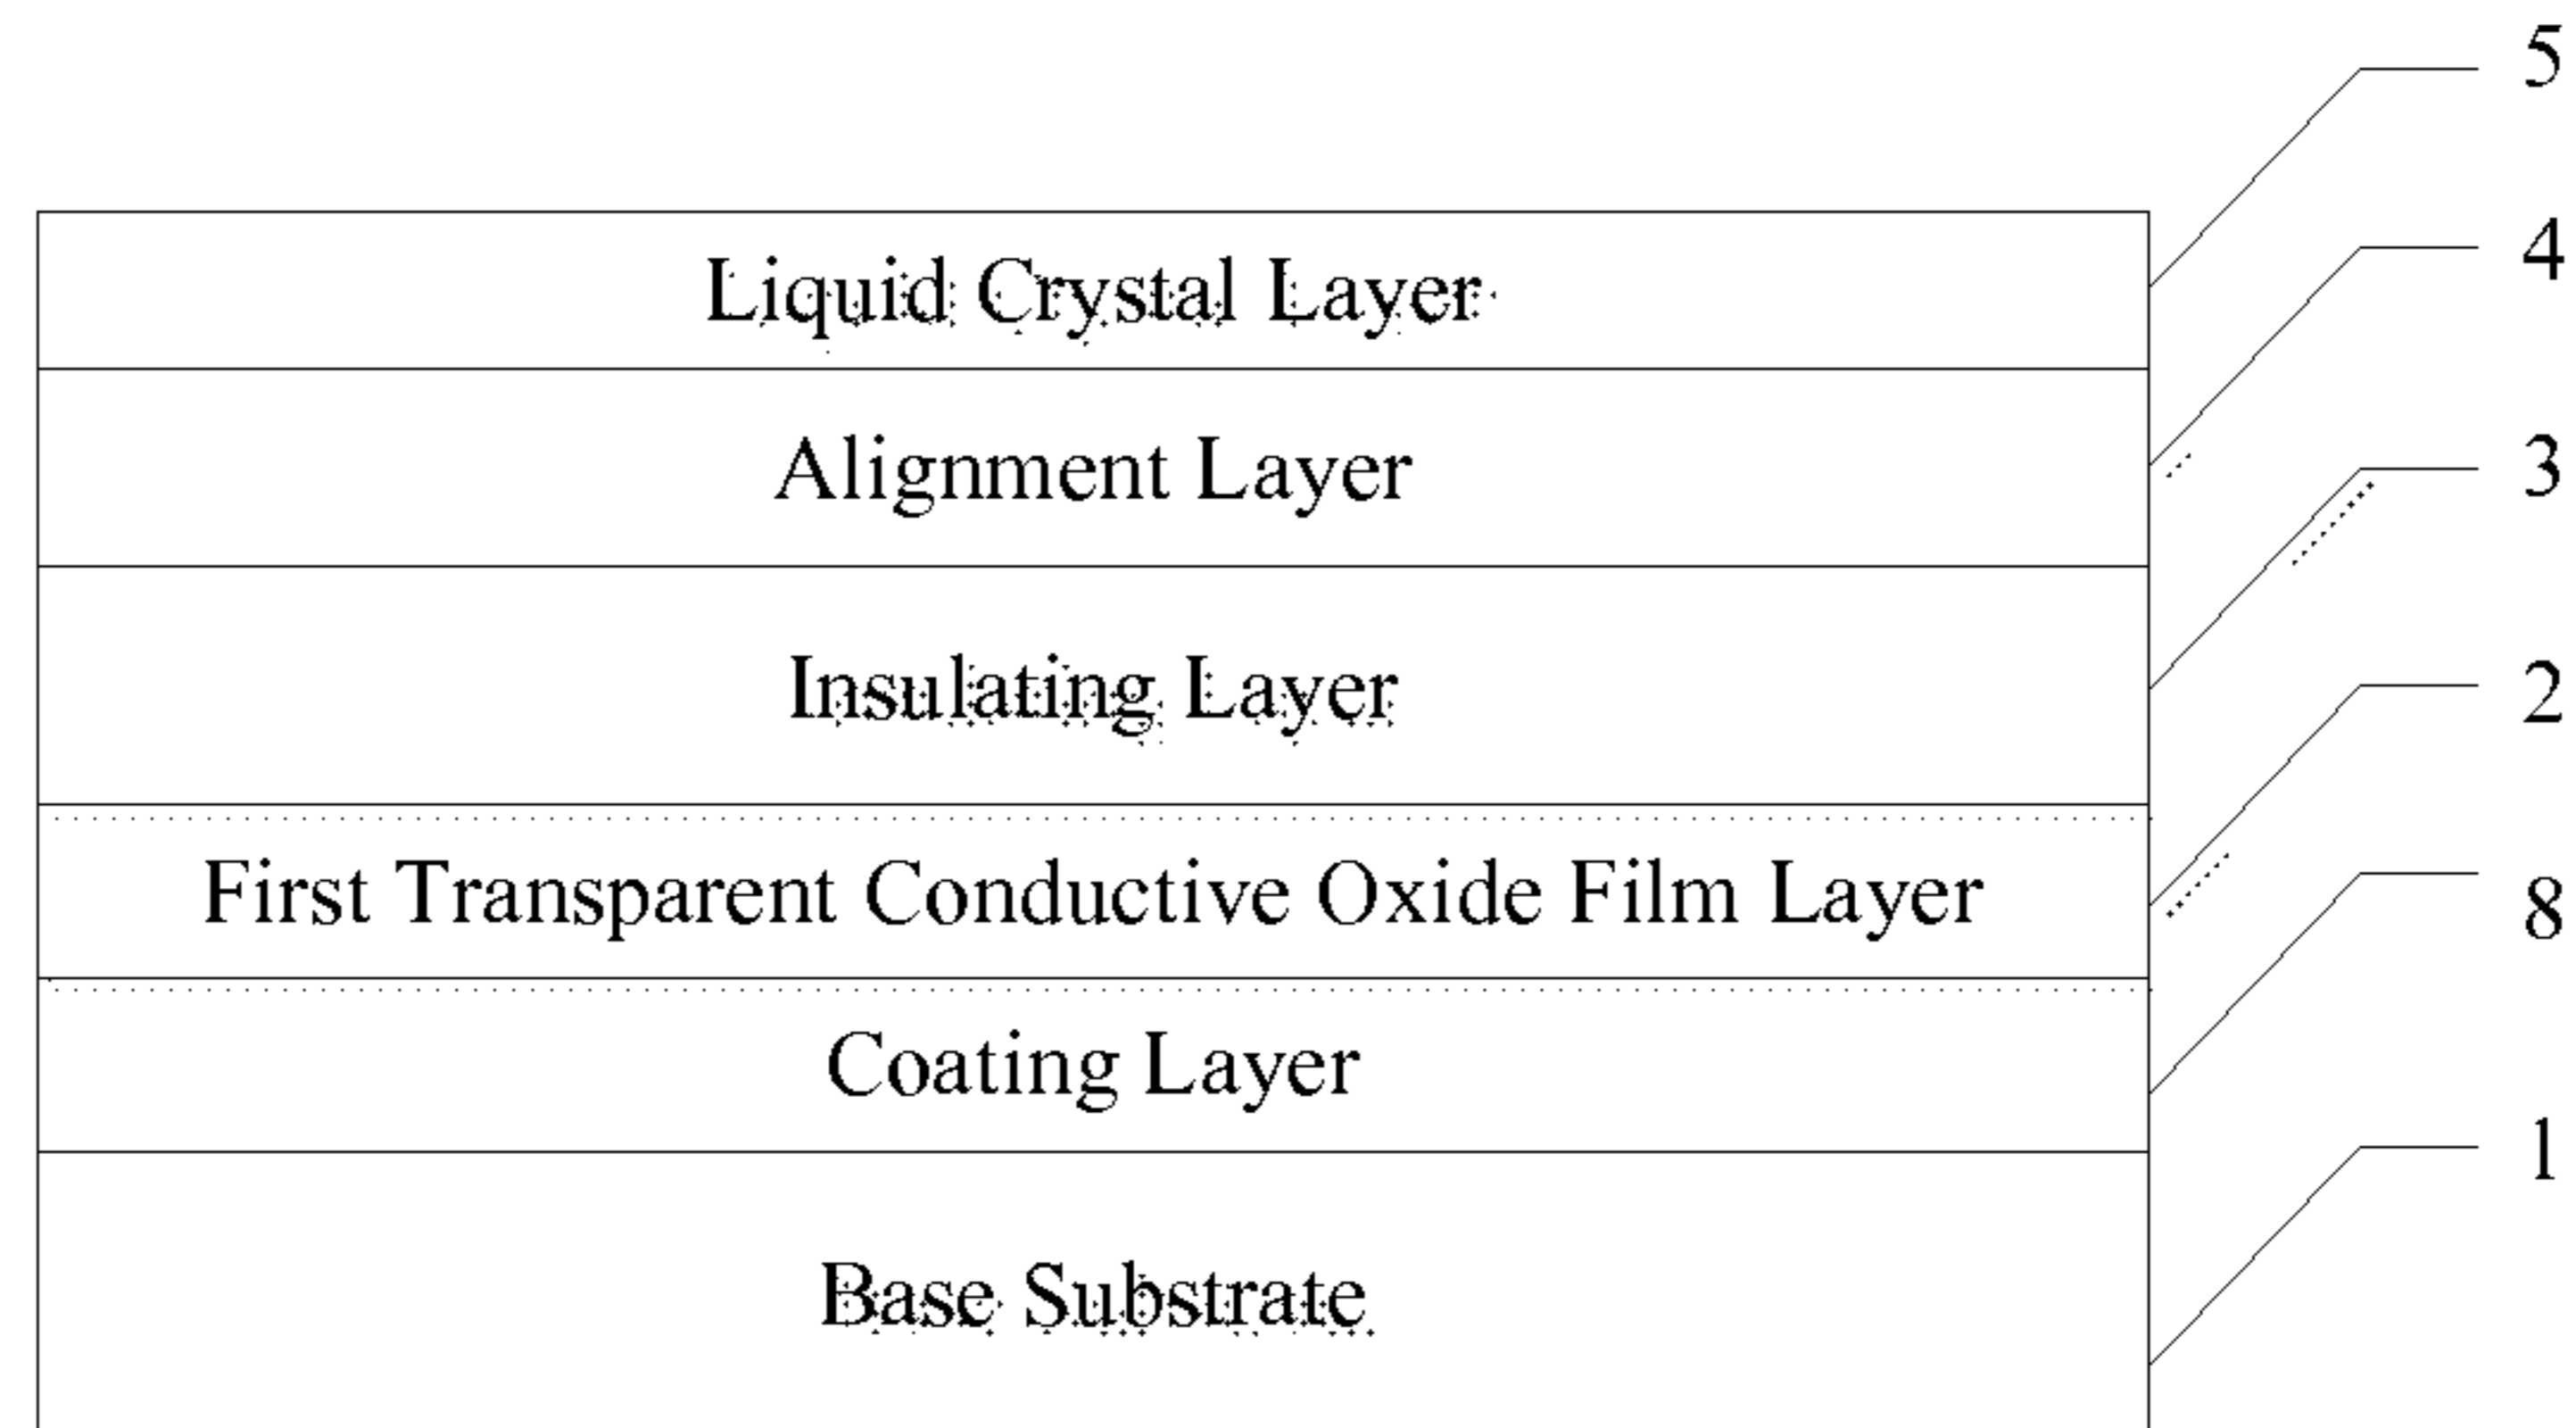 5
Liquid Crystal Layer
4
Alignment Layer
3
Insulating Layer
2
First Transparent Conductive Oxide Film Layer
8
Coating Layer
1
Base Substrate